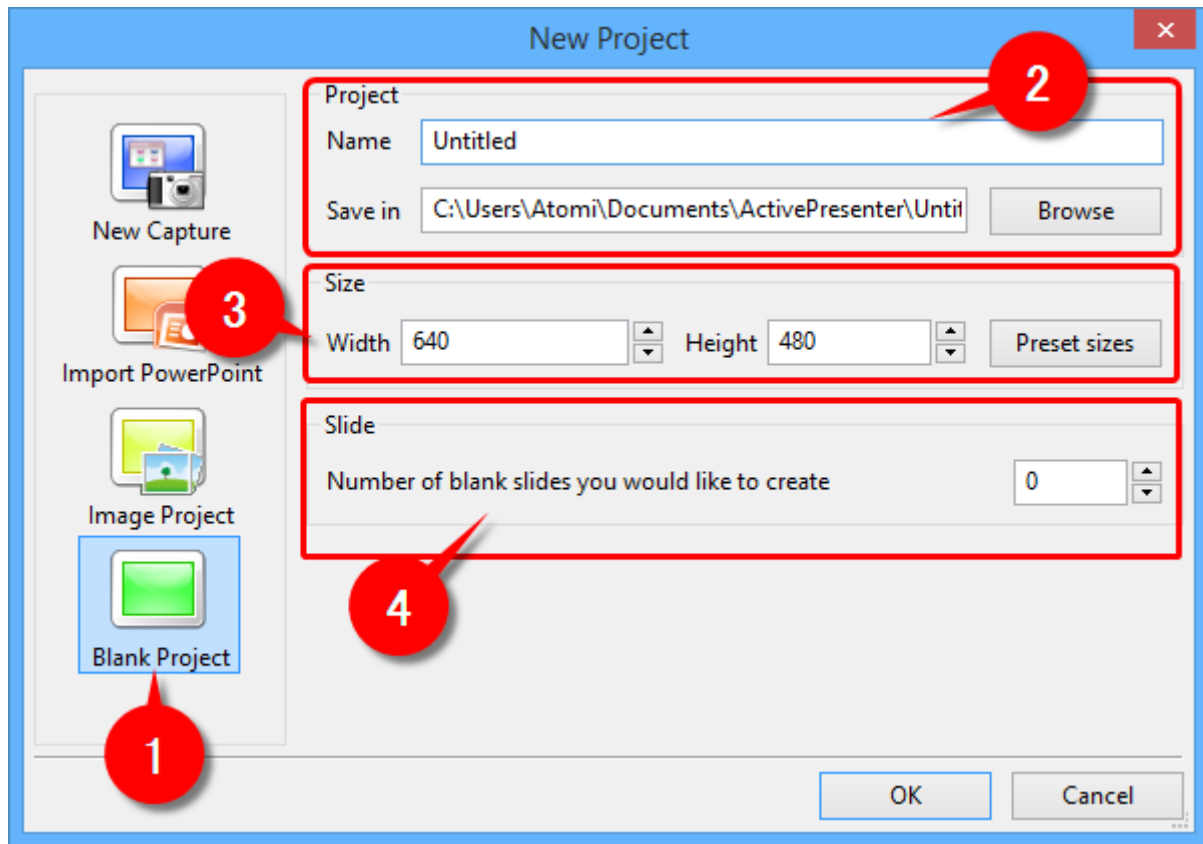 New Project
Project
2
Name Untitled
Save in C:\Users\Atomi\Documents\ActivePresenter\Untit Browse
New Capture
Size
3
Width 640 Height 480 Preset sizes
Import PowerPoint
Slide
Number of blank slides you would like to create 0
Image Project
4
Blank Project
1
OK Cancel